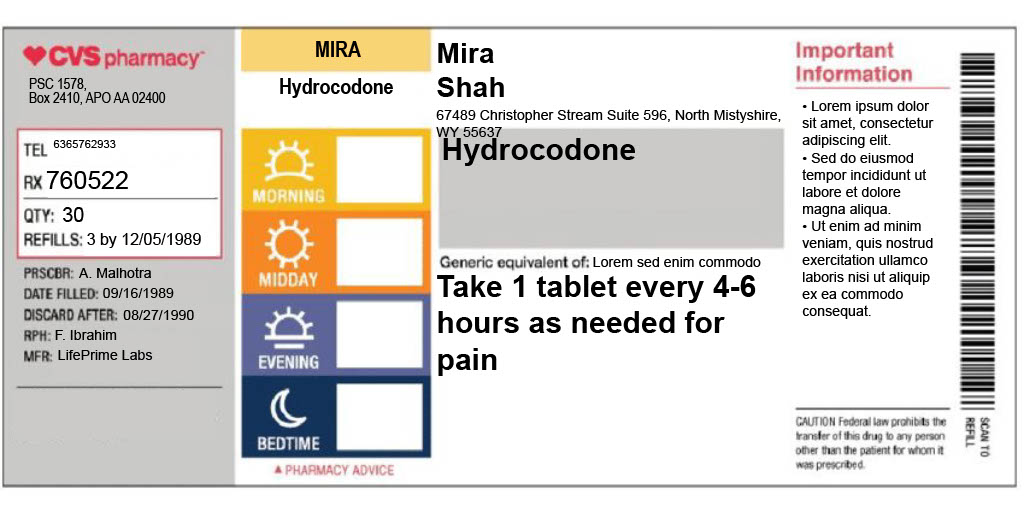 CVS pharmacy
PSC 1578,
Box 2410, APO AA 02400
TEL 6365762933
RX 760522
QTY: 30
REFILLS: 3 by 12/05/1989
PRSCBR: A. Malhotra
DATE FILLED: 09/16/1989
DISCARD AFTER: 08/27/1990
RPH: F. Ibrahim
MFR: LifePrime Labs
MIRA
Hydrocodone
MORNING
MIDDAY
EVENING
BEDTIME
▲ PHARMACY ADVICE
Mira
Shah
67489 Christopher Stream Suite 596, North Mistyshire,
WY 55637
Hydrocodone
Generic equivalent of: Lorem sed enim commodo
Take 1 tablet every 4-6
hours as needed for
pain
Important
Information
• Lorem ipsum dolor
sit amet, consectetur
adipiscing elit.
• Sed do eiusmod
tempor incididunt ut
labore et dolore
magna aliqua.
• Ut enim ad minim
veniam, quis nostrud
exercitation ullamco
laboris nisi ut aliquip
ex ea commodo
consequat.
CAUTION Federal law prohibits the
transfer of this drug to any person
other than the patient for whom it
was prescribed.
SCAN TO
REFILL